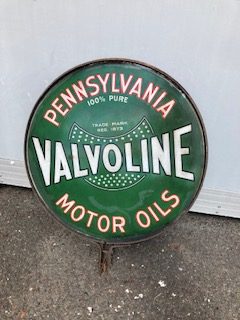 PENNSYLVANIA
100% PURE
TRADE-MARK
REG. 1873
VALVOLINE
MOTOR OILS